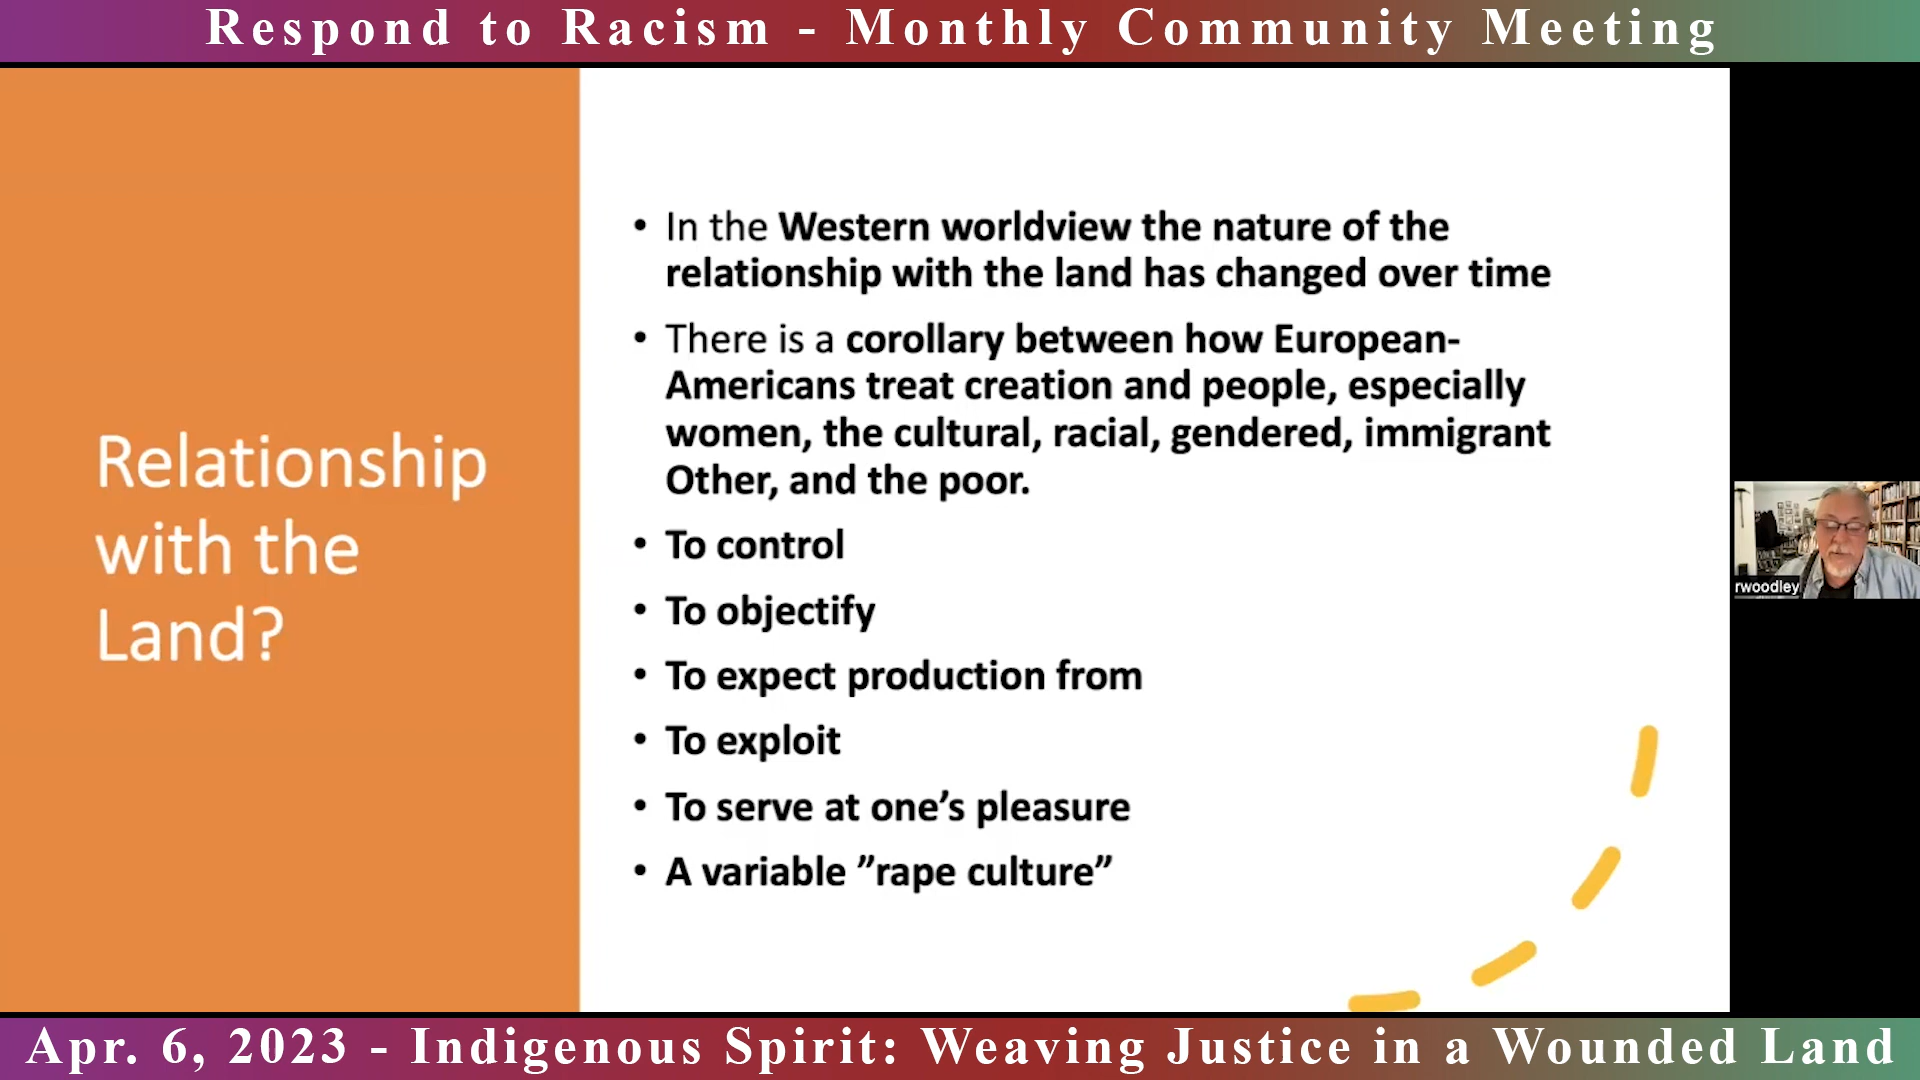 Respond to Racism - Monthly Community Meeting
Relationship
with the
Land?
• In the Western worldview the nature of the
relationship with the land has changed over time
• There is a corollary between how European-
Americans treat creation and people, especially
women, the cultural, racial, gendered, immigrant
Other, and the poor.
• To control
• To objectify
• To expect production from
• To exploit
• To serve at one’s pleasure
• A variable ”rape culture”
rwoodley
Apr. 6, 2023 - Indigenous Spirit: Weaving Justice in a Wounded Land